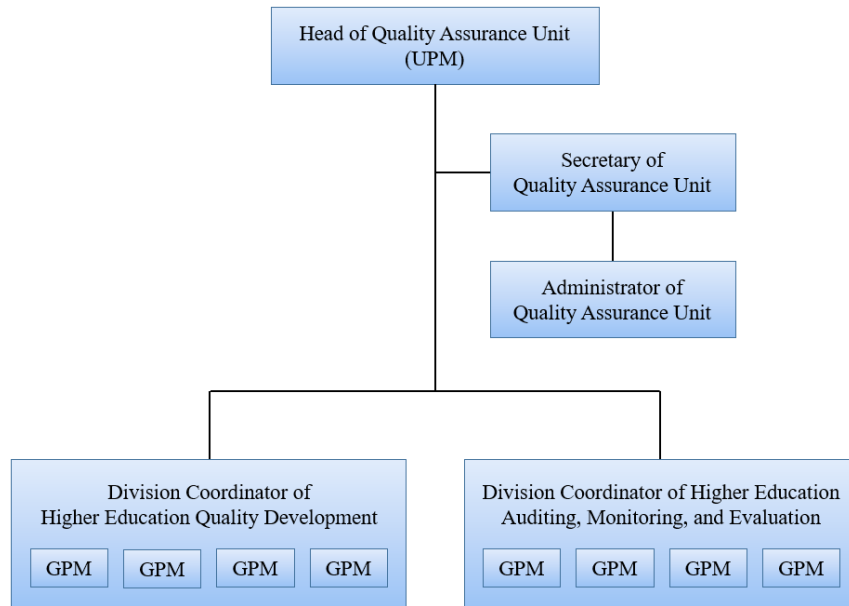 Head of Quality Assurance Unit
(UPM)
Secretary of
Quality Assurance Unit
Administrator of
Quality Assurance Unit
Division Coordinator of
Higher Education Quality Development
GPM GPM GPM GPM
Division Coordinator of Higher Education
Auditing, Monitoring, and Evaluation
GPM GPM GPM GPM